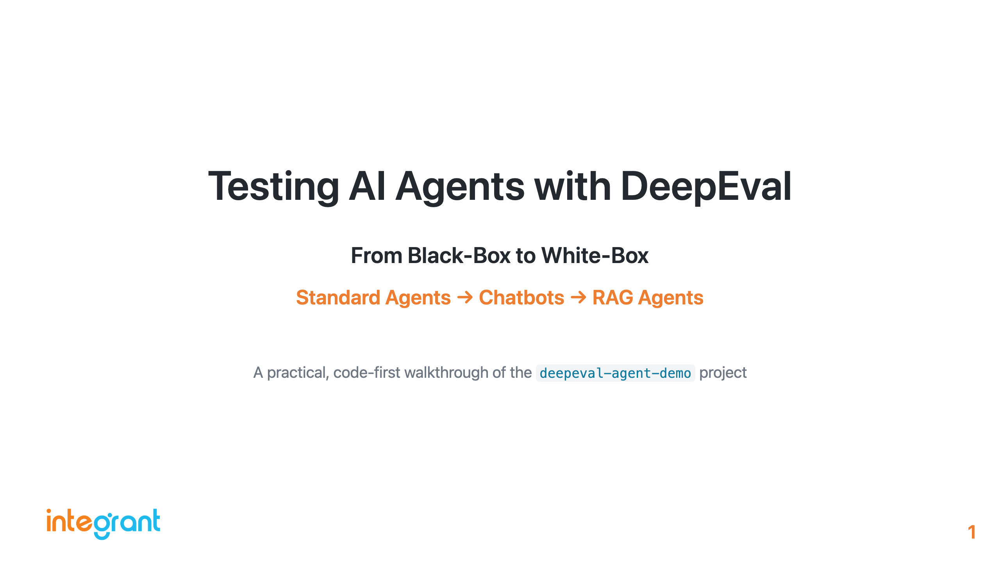 Testing AI Agents with DeepEval
From Black-Box to White-Box
Standard Agents → Chatbots → RAG Agents
A practical, code-first walkthrough of the deepeval-agent-demo project
integrant
1